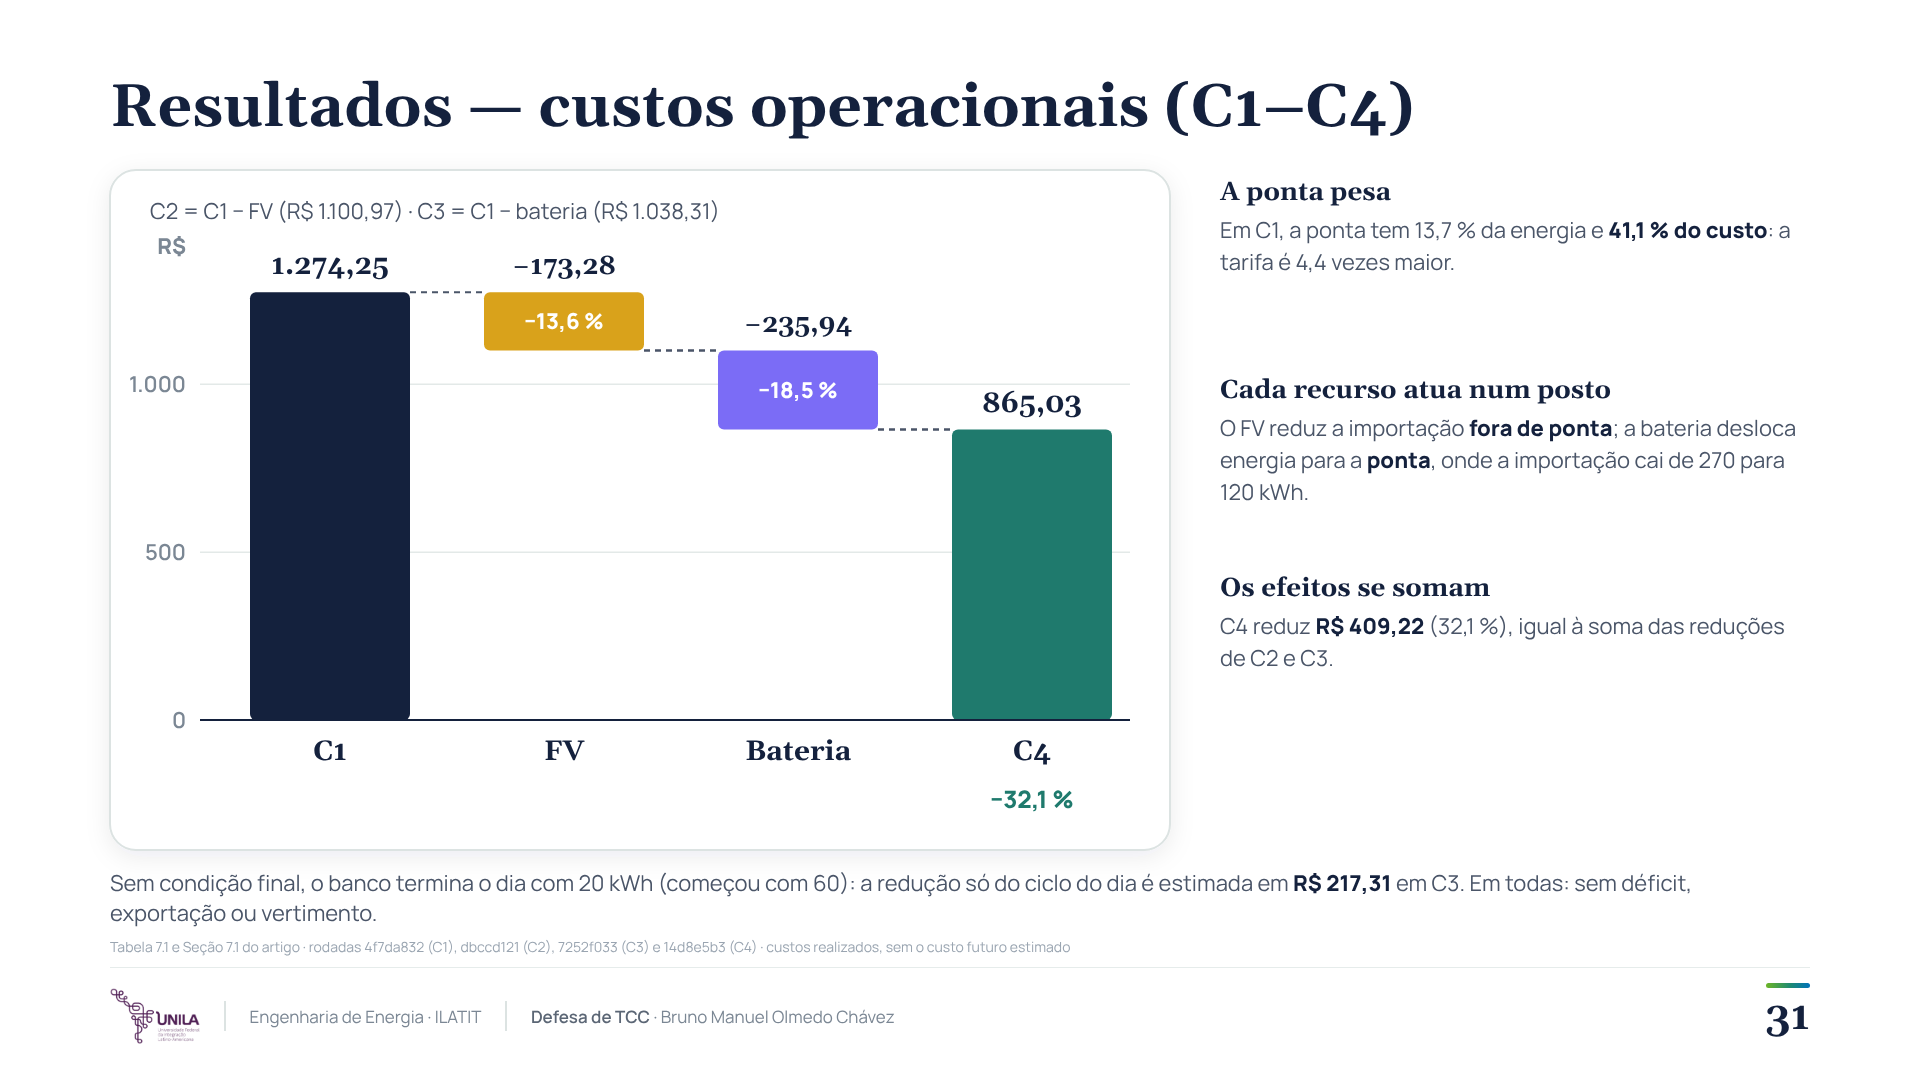 Resultados — custos operacionais (C1–C4)
C2 = C1 − FV (R$ 1.100,97) · C3 = C1 − bateria (R$ 1.038,31)
R$
1.274,25
−173,28
−13,6 %
−235,94
−18,5 %
865,03
1.000
500
0
C1
FV
Bateria
C4
−32,1 %
A ponta pesa
Em C1, a ponta tem 13,7 % da energia e 41,1 % do custo: a
tarifa é 4,4 vezes maior.
Cada recurso atua num posto
O FV reduz a importação fora de ponta; a bateria desloca
energia para a ponta, onde a importação cai de 270 para
120 kWh.
Os efeitos se somam
C4 reduz R$ 409,22 (32,1 %), igual à soma das reduções
de C2 e C3.
Sem condição final, o banco termina o dia com 20 kWh (começou com 60): a redução só do ciclo do dia é estimada em R$ 217,31 em C3. Em todas: sem déficit,
exportação ou vertimento.
Tabela 7.1 e Seção 7.1 do artigo · rodadas 4f7da832 (C1), dbccd121 (C2), 7252f033 (C3) e 14d8e5b3 (C4) · custos realizados, sem o custo futuro estimado
UNILA
Universidade Federal
da Integração
Latino-Americana
Engenharia de Energia · ILATIT
Defesa de TCC · Bruno Manuel Olmedo Chávez
31